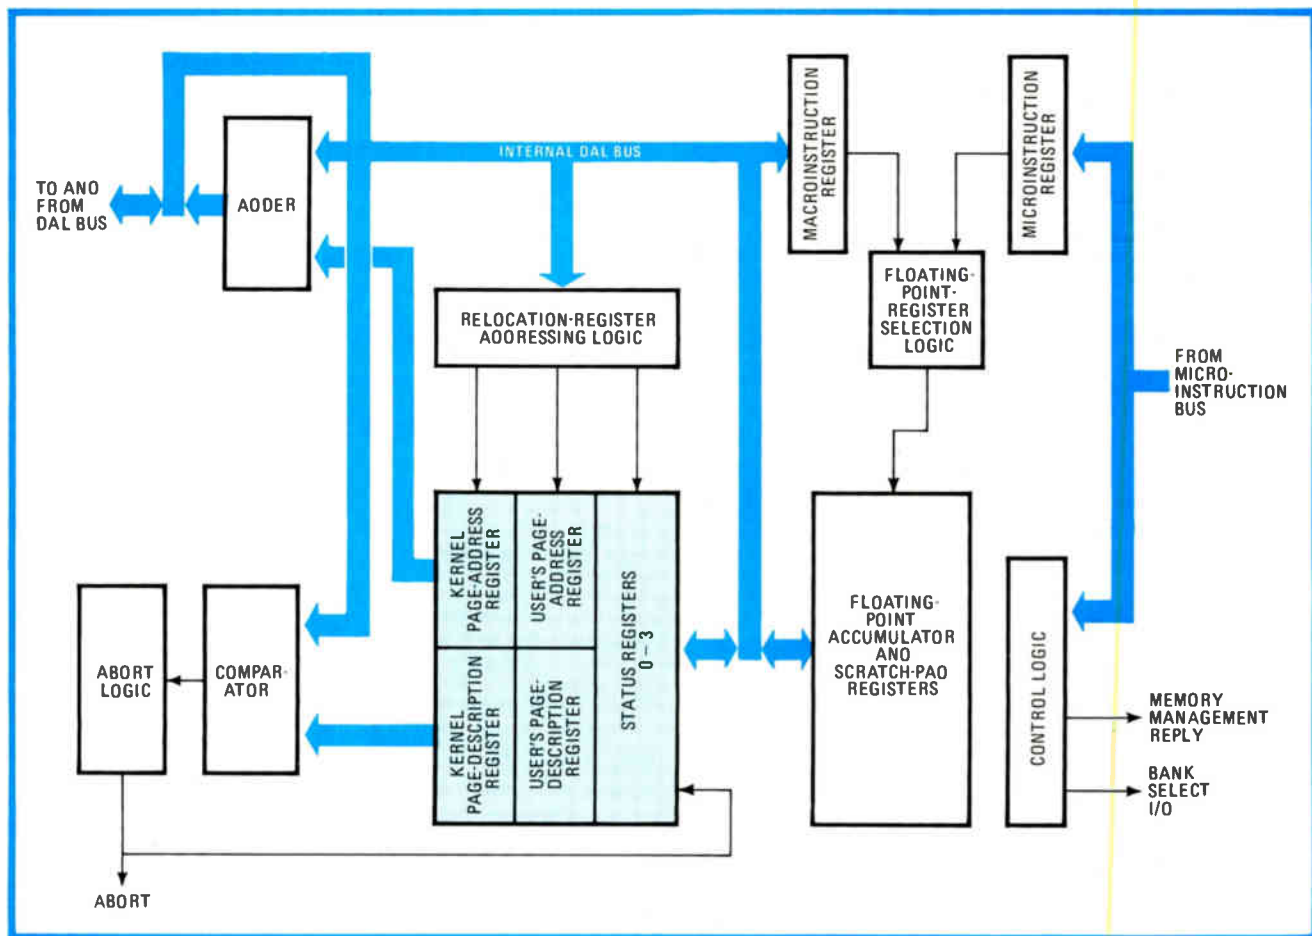 TO ANO
FROM
DAL BUS
AODER
INTERNAL DAL BUS
MACROINSTRUCTION
REGISTER
MICROINSTRUCTION
REGISTER
FLOATING-
POINT-
REGISTER
SELECTION
LOGIC
RELOCATION-REGISTER
AOORESSING LOGIC
FROM
MICRO-
INSTRUCTION
BUS
KERNEL
PAGE-ADDRESS
REGISTER
USER'S PAGE-
ADDRESS
REGISTER
STATUS REGISTERS
0 – 3
KERNEL
PAGE-DESCRIPTION
REGISTER
USER'S PAGE-
DESCRIPTION
REGISTER
ABORT
LOGIC
COMPAR-
ATOR
FLOATING-
POINT
ACCUMULATOR
AND
SCRATCH-PAO
REGISTERS
CONTROL LOGIC
MEMORY
MANAGEMENT
REPLY
BANK
SELECT
I/O
ABORT